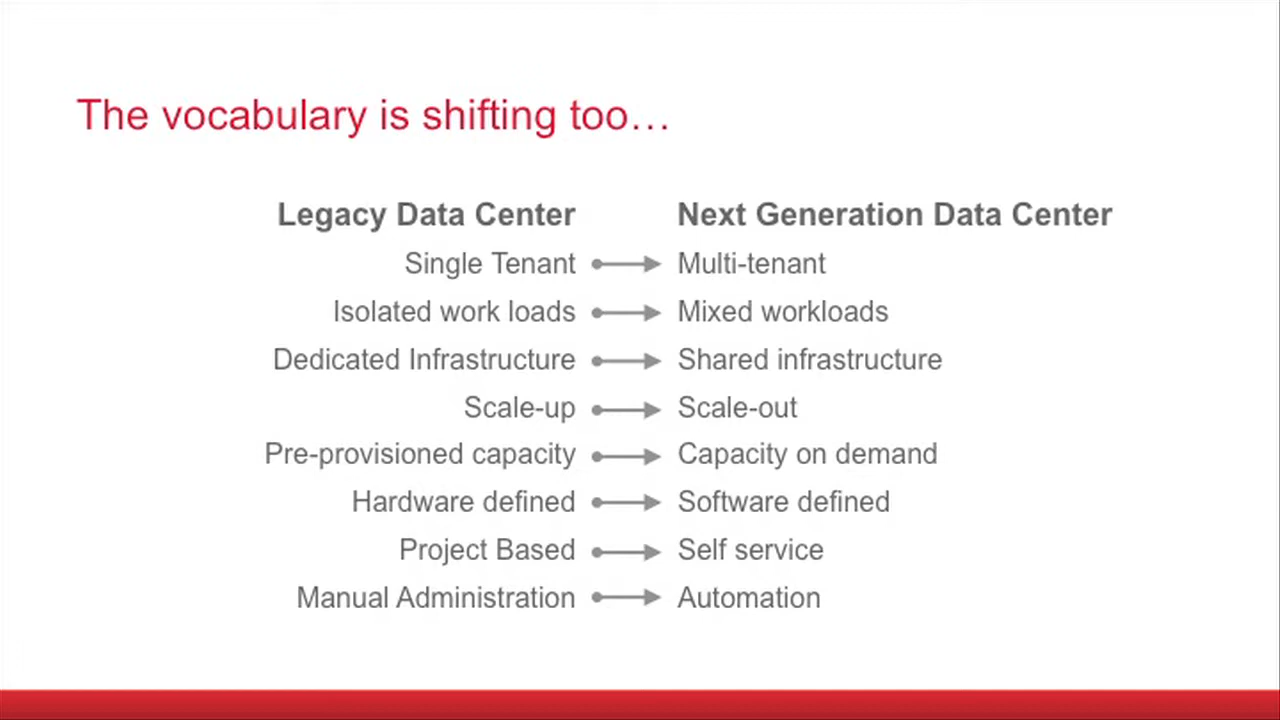 The vocabulary is shifting too…
Legacy Data Center Next Generation Data Center
Single Tenant Multi-tenant
Isolated work loads Mixed workloads
Dedicated Infrastructure Shared infrastructure
Scale-up Scale-out
Pre-provisioned capacity Capacity on demand
Hardware defined Software defined
Project Based Self service
Manual Administration Automation